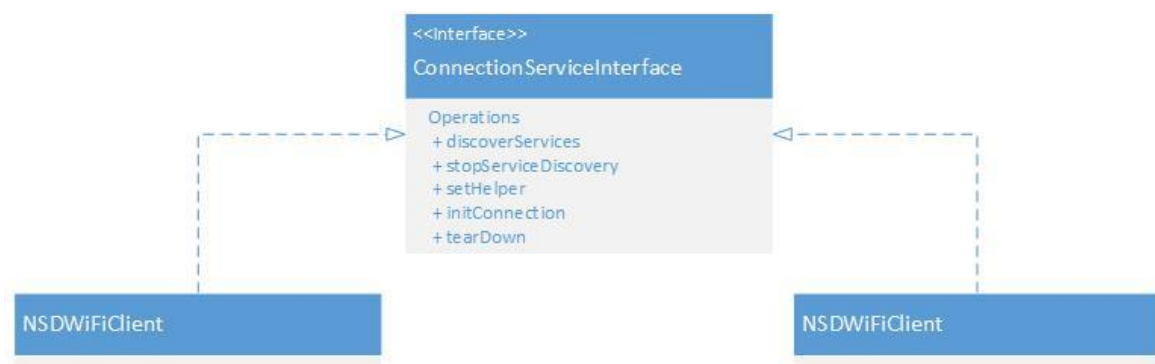 <<Interface>>
ConnectionServiceInterface
Operations
+ discoverServices
+ stopServiceDiscovery
+ setHelper
+ initConnection
+ tearDown
NSDWiFiClient
NSDWiFiClient